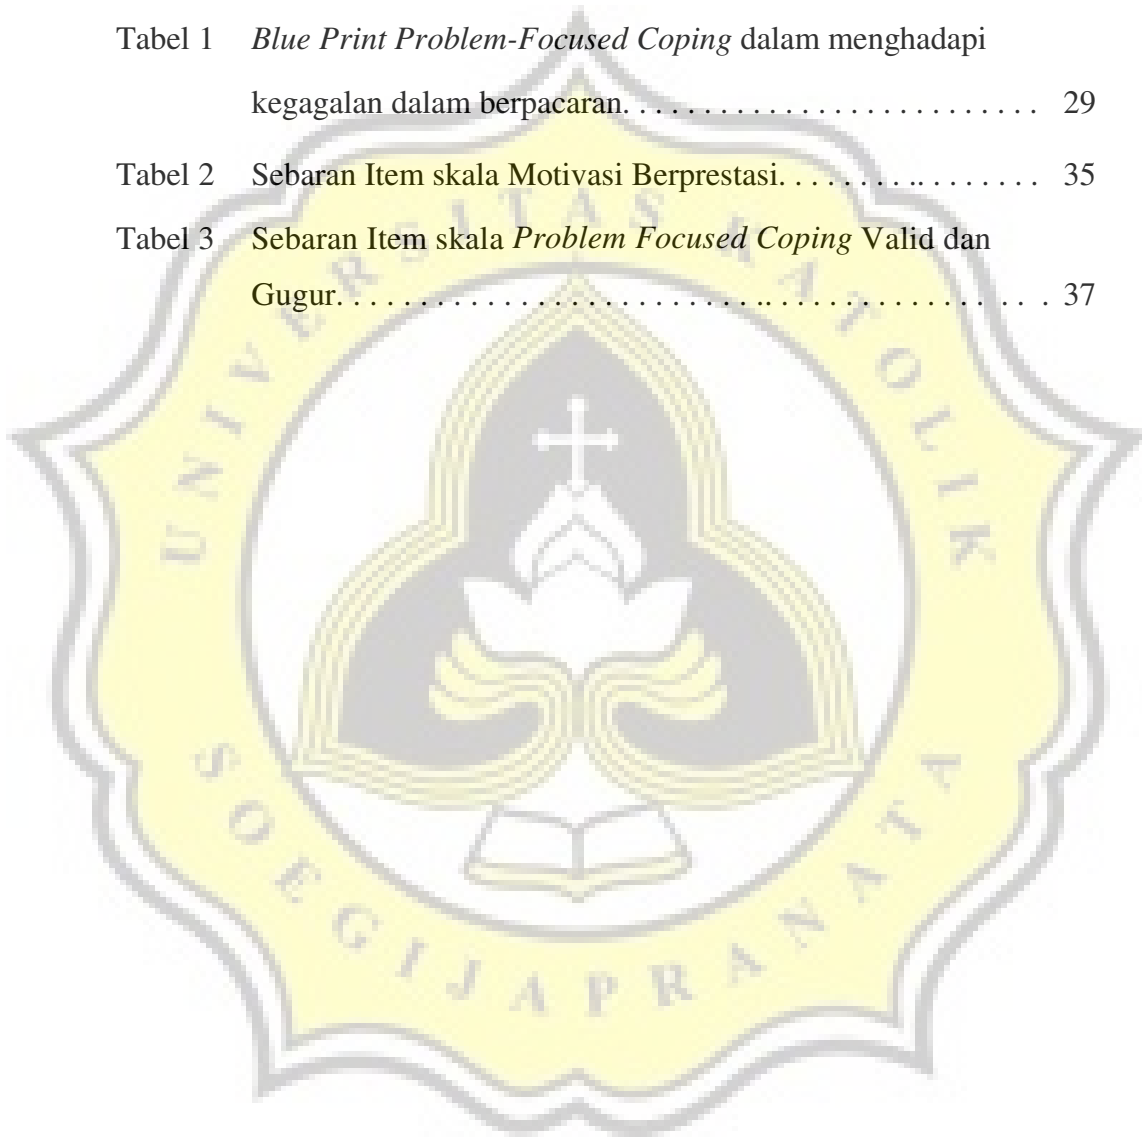 Tabel 1 Blue Print Problem-Focused Coping dalam menghadapi
kegagalan dalam berpacaran. . . . . . . . . . . . . . . . . . . . . . . . . 29
Tabel 2 Sebaran Item skala Motivasi Berprestasi. . . . . . . . .. . . . . . . 35
Tabel 3 Sebaran Item skala Problem Focused Coping Valid dan
Gugur. . . . . . . . . . . . . . . . . . . . . . . . . .. . . . . . . . . . . . . . . . . . 37
UNIVERSITAS KATOLIK
SOEGIJAPRANATA